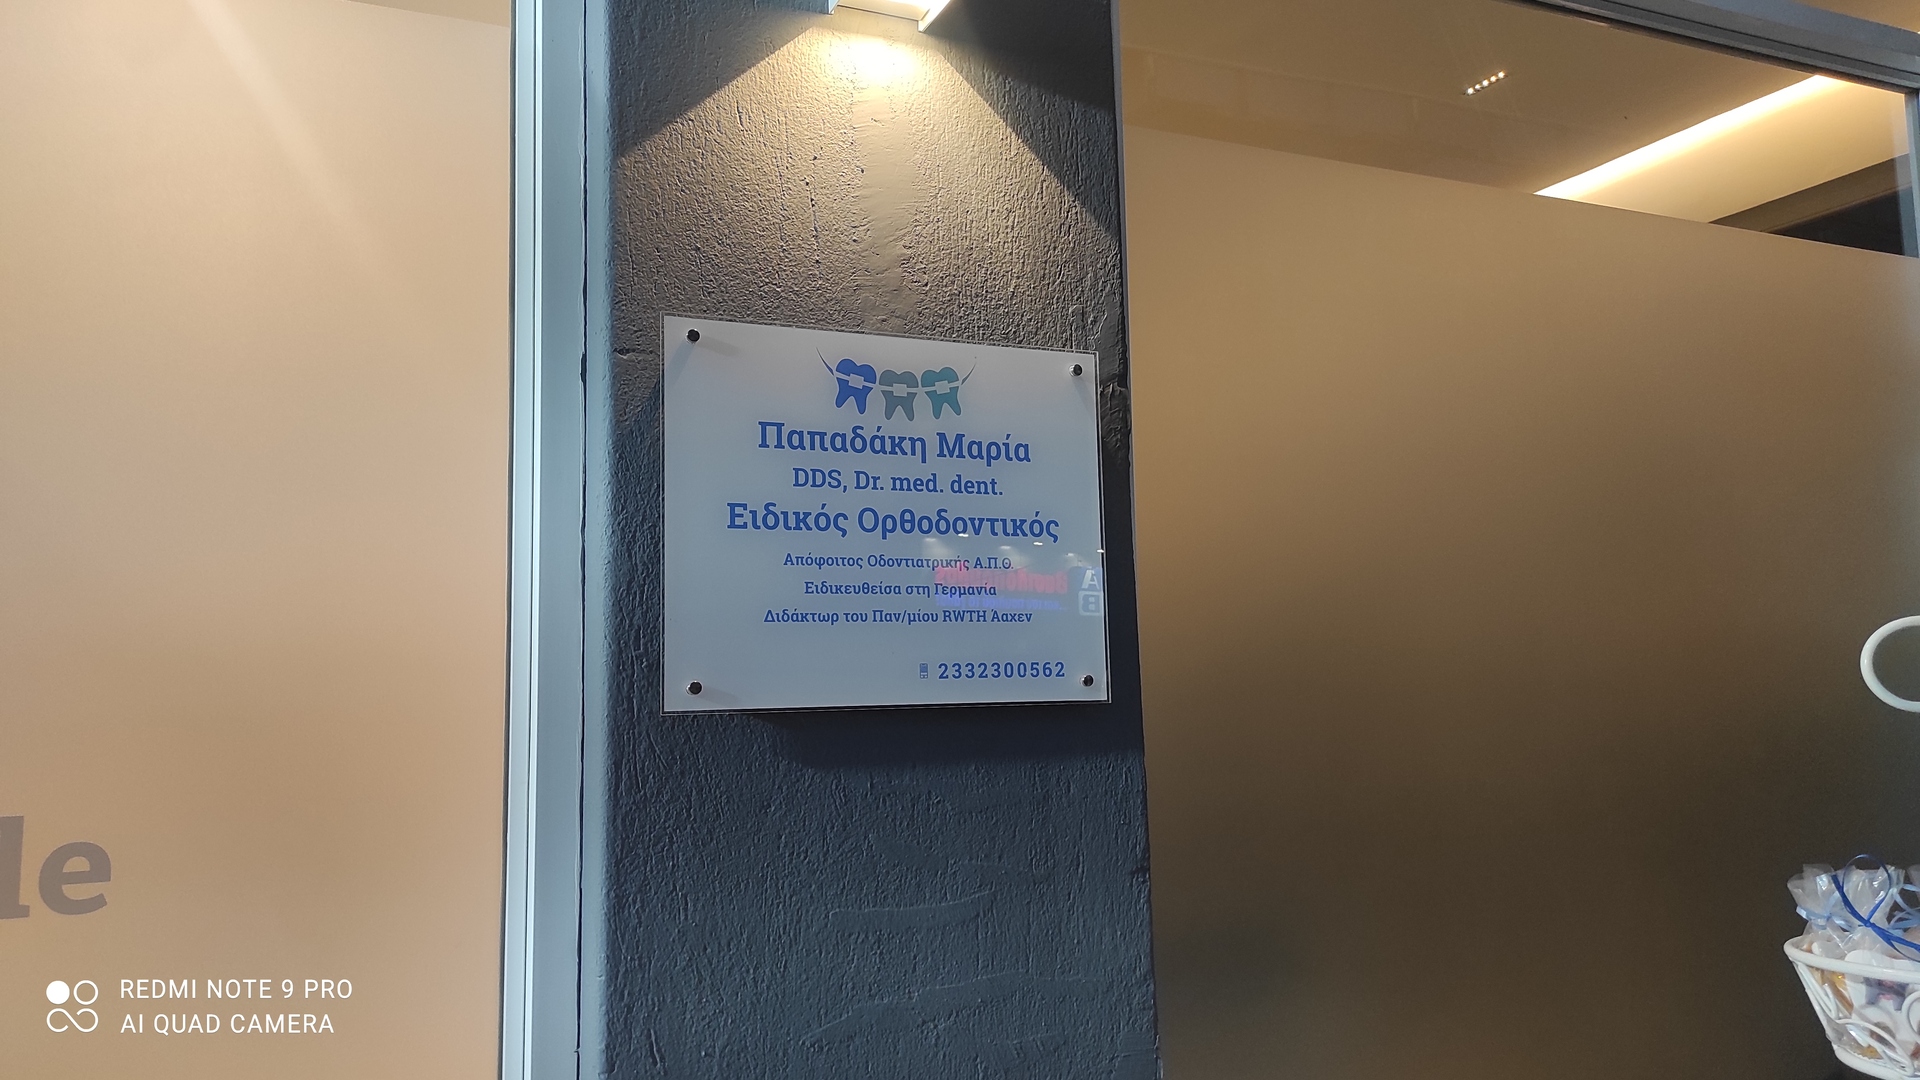 Παπαδάκη Μαρία
DDS, Dr. med. dent.
Ειδικός Ορθοδοντικός
Απόφοιτος Οδοντιατρικής Α.Π.Θ.
Ειδικευθείσα στη Γερμανία
Διδάκτωρ του Παν/μίου RWTH Άαχεν
2332300562
de
REDMI NOTE 9 PRO
AI QUAD CAMERA